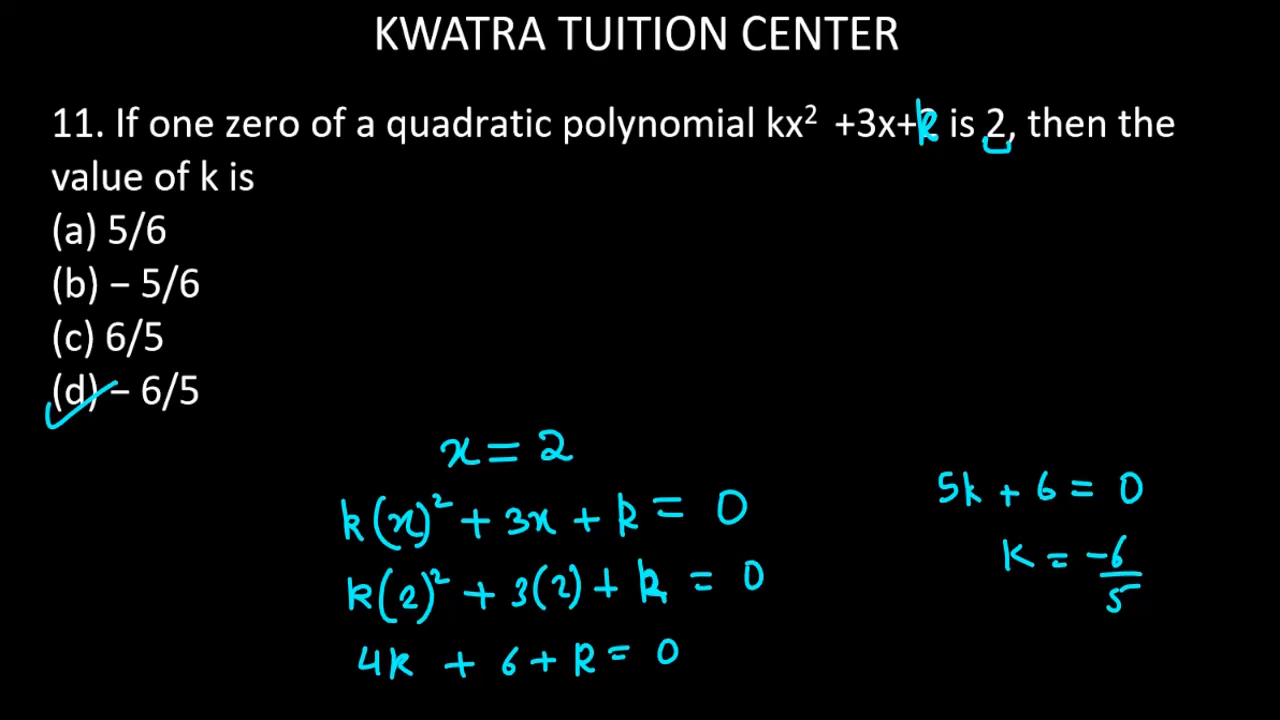 KWATRA TUITION CENTER
11. If one zero of a quadratic polynomial kx² +3x+k is 2, then the
value of k is
(a) 5/6
(b) – 5/6
(c) 6/5
(d) – 6/5
x = 2
k(x)² + 3x + k = 0
k(2)² + 3(2) + k = 0
4k + 6 + k = 0
5k + 6 = 0
k = -6/5